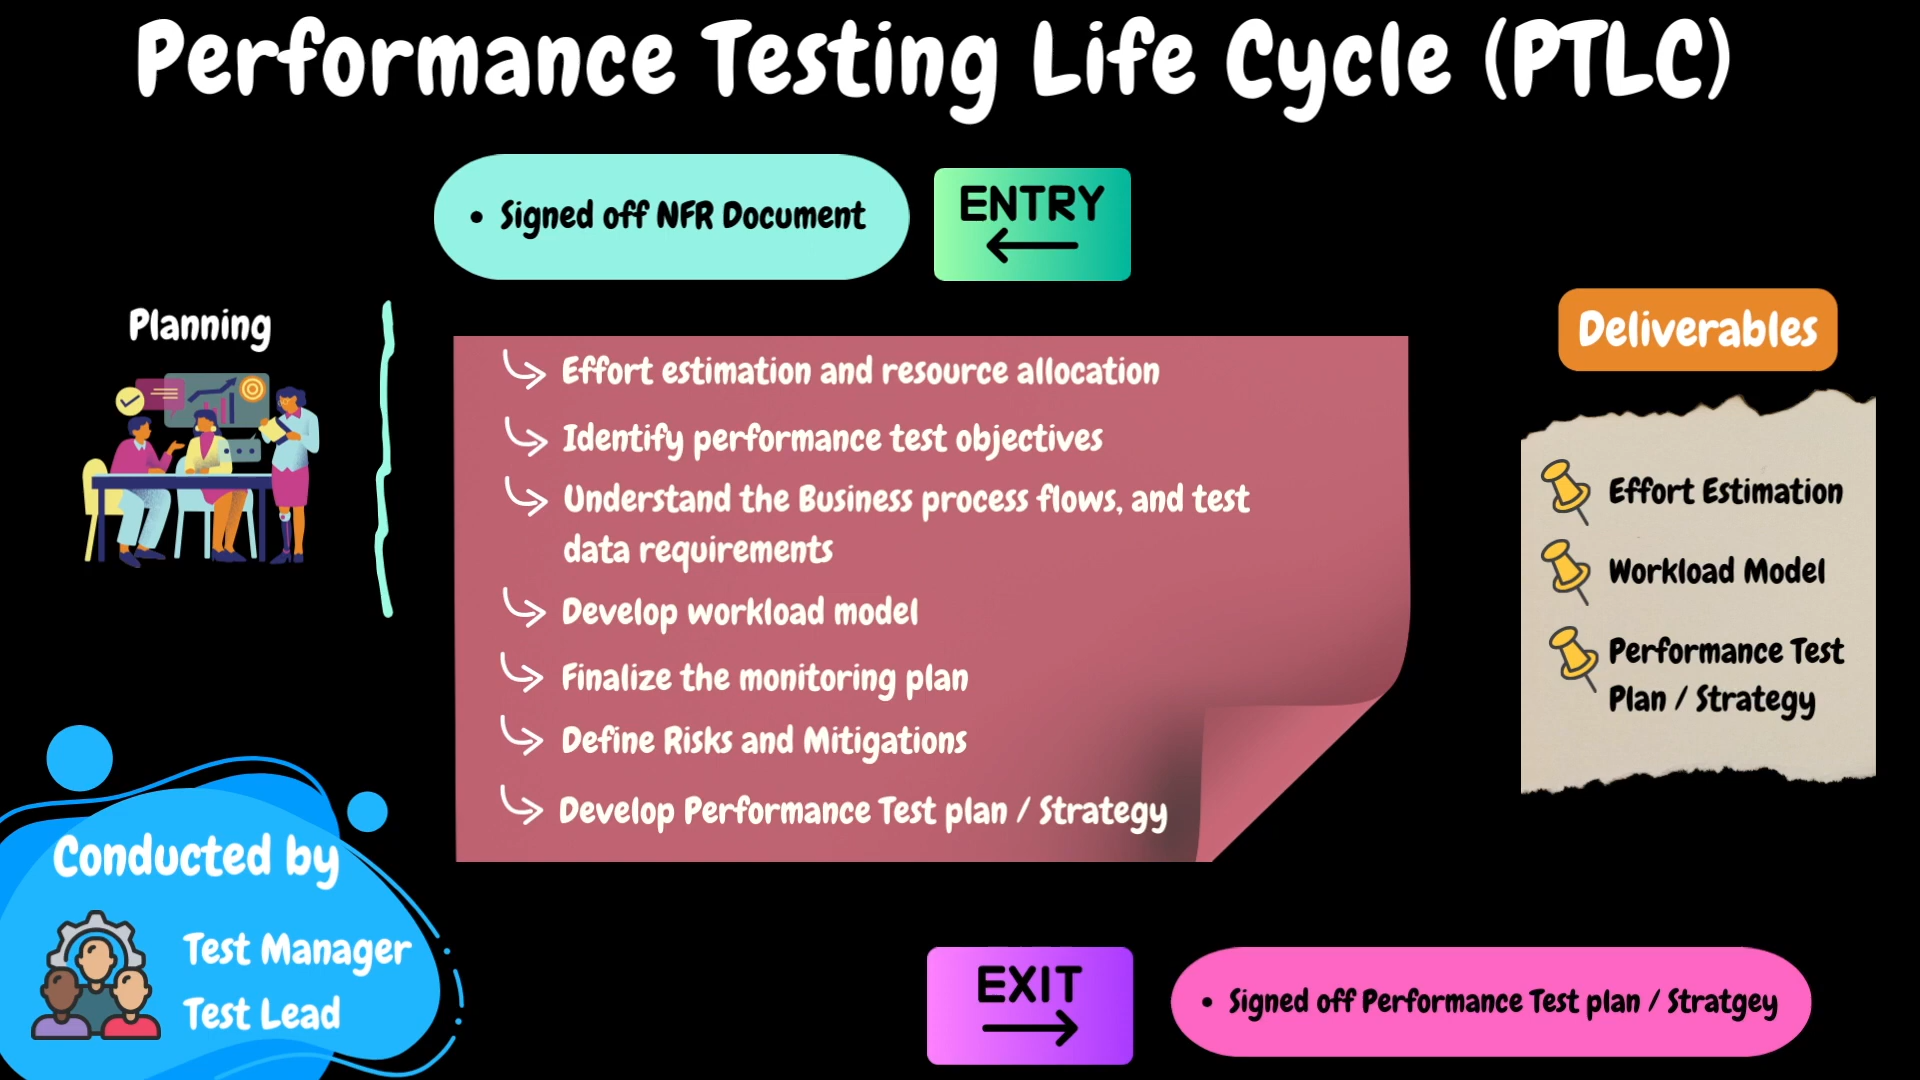 Performance Testing Life Cycle (PTLC)
• Signed off NFR Document
ENTRY
Planning
Effort estimation and resource allocation
Identify performance test objectives
Understand the Business process flows, and test
data requirements
Develop workload model
Finalize the monitoring plan
Define Risks and Mitigations
Develop Performance Test plan / Strategy
Deliverables
Effort Estimation
Workload Model
Performance Test
Plan / Strategy
Conducted by
Test Manager
Test Lead
EXIT
• Signed off Performance Test plan / Stratgey